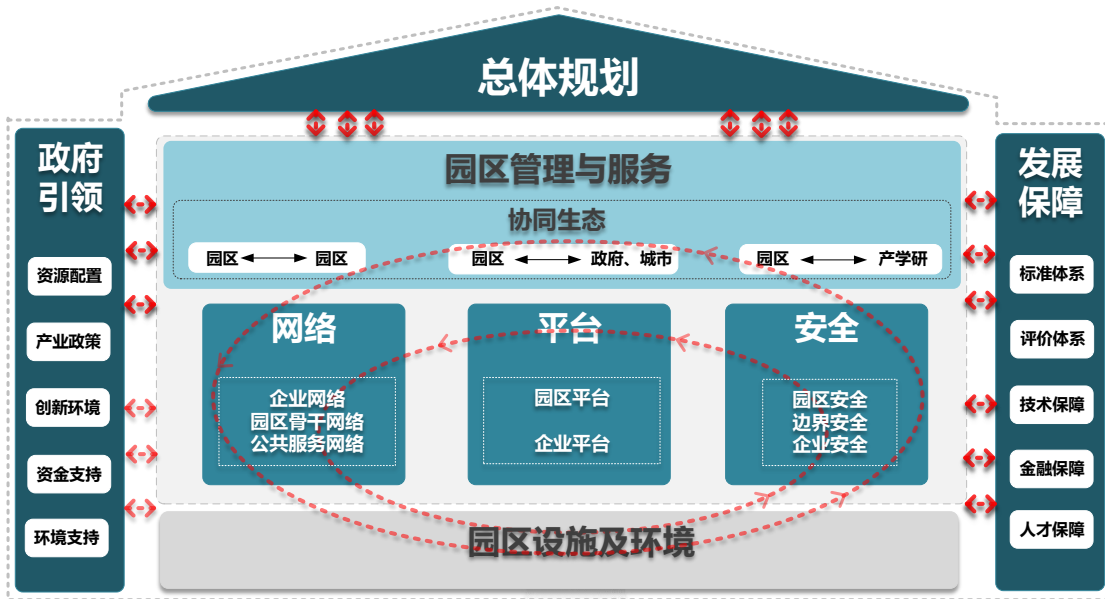 总体规划
政府
引领
资源配置
产业政策
创新环境
资金支持
环境支持
园区管理与服务
协同生态
园区 园区
园区 政府、城市
园区 产学研
网络
企业网络
园区骨干网络
公共服务网络
平台
园区平台
企业平台
安全
园区安全
边界安全
企业安全
园区设施及环境
发展
保障
标准体系
评价体系
技术保障
金融保障
人才保障